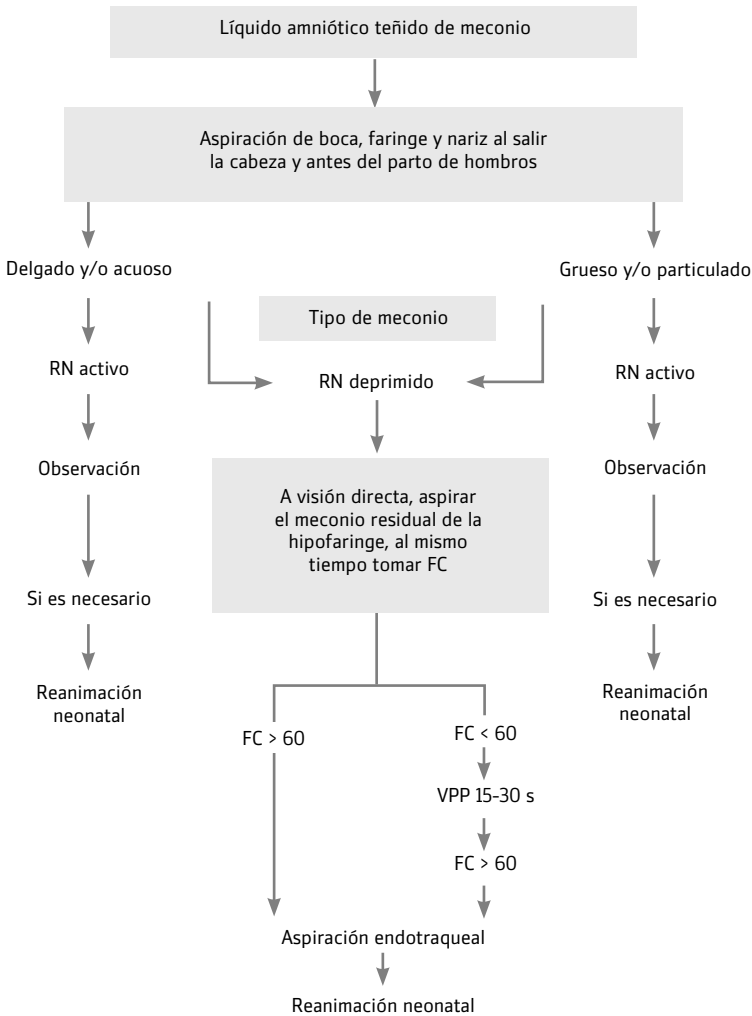 Líquido amniótico teñido de meconio
Aspiración de boca, faringe y nariz al salir
la cabeza y antes del parto de hombros
Delgado y/o acuoso
Grueso y/o particulado
Tipo de meconio
RN activo
RN deprimido
RN activo
Observación
A visión directa, aspirar
el meconio residual de la
hipofaringe, al mismo
tiempo tomar FC
Observación
Si es necesario
Si es necesario
Reanimación
neonatal
Reanimación
neonatal
FC > 60
FC < 60
VPP 15-30 s
FC > 60
Aspiración endotraqueal
Reanimación neonatal